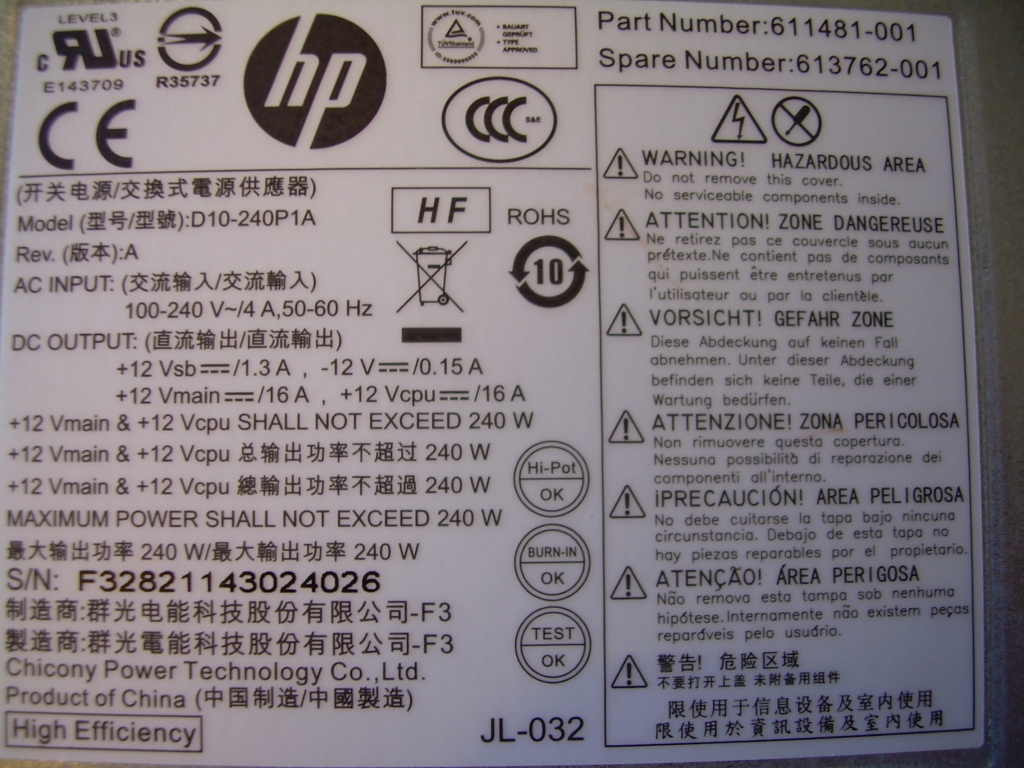 LEVEL3
c RU® US
E143709
R35737
CE
hp
www.tuv.com
TÜVRheinland
• BAUART
GEPRÜFT
• TYPE
APPROVED
CCC S&E
Part Number:611481-001
Spare Number:613762-001
(开关电源/交換式電源供應器)
Model (型号/型號):D10-240P1A
Rev. (版本):A
AC INPUT: (交流输入/交流輸入)
100-240 V~/4 A,50-60 Hz
HF
ROHS
10
DC OUTPUT: (直流输出/直流輸出)
+12 Vsb⎓/1.3 A , -12 V⎓/0.15 A
+12 Vmain⎓/16 A , +12 Vcpu⎓/16 A
+12 Vmain & +12 Vcpu SHALL NOT EXCEED 240 W
+12 Vmain & +12 Vcpu 总输出功率不超过 240 W
+12 Vmain & +12 Vcpu 總輸出功率不超過 240 W
MAXIMUM POWER SHALL NOT EXCEED 240 W
最大输出功率 240 W/最大輸出功率 240 W
S/N: F32821143024026
制造商:群光电能科技股份有限公司-F3
製造商:群光電能科技股份有限公司-F3
Chicony Power Technology Co.,Ltd.
Product of China (中国制造/中國製造)
High Efficiency
Hi-Pot
OK
BURN-IN
OK
TEST
OK
JL-032
WARNING! HAZARDOUS AREA
Do not remove this cover.
No serviceable components inside.
ATTENTION! ZONE DANGEREUSE
Ne retirez pas ce couvercle sous aucun
prétexte.Ne contient pas de composants
qui puissent être entretenus par
l'utilisateur ou par la clientèle.
VORSICHT! GEFAHR ZONE
Diese Abdeckung auf keinen Fall
abnehmen. Unter dieser Abdeckung
befinden sich keine Teile, die einer
Wartung bedürfen.
ATTENZIONE! ZONA PERICOLOSA
Non rimuovere questa copertura.
Nessuna possibilità di reparazione dei
componenti all'interno.
¡PRECAUCIÓN! AREA PELIGROSA
No debe cuitarse la tapa bajo nincuna
circunstancia. Debajo de esta tapa no
hay piezas reparables por el propietario.
ATENÇÃO! ÁREA PERIGOSA
Não remova esta tampa sob nenhuma
hipótese.Internamente não existem peças
reparáveis pelo usuário.
警告! 危险区域
不要打开上盖 未附备用组件
限使用于信息设备及室内使用
限使用於資訊設備及室内使用